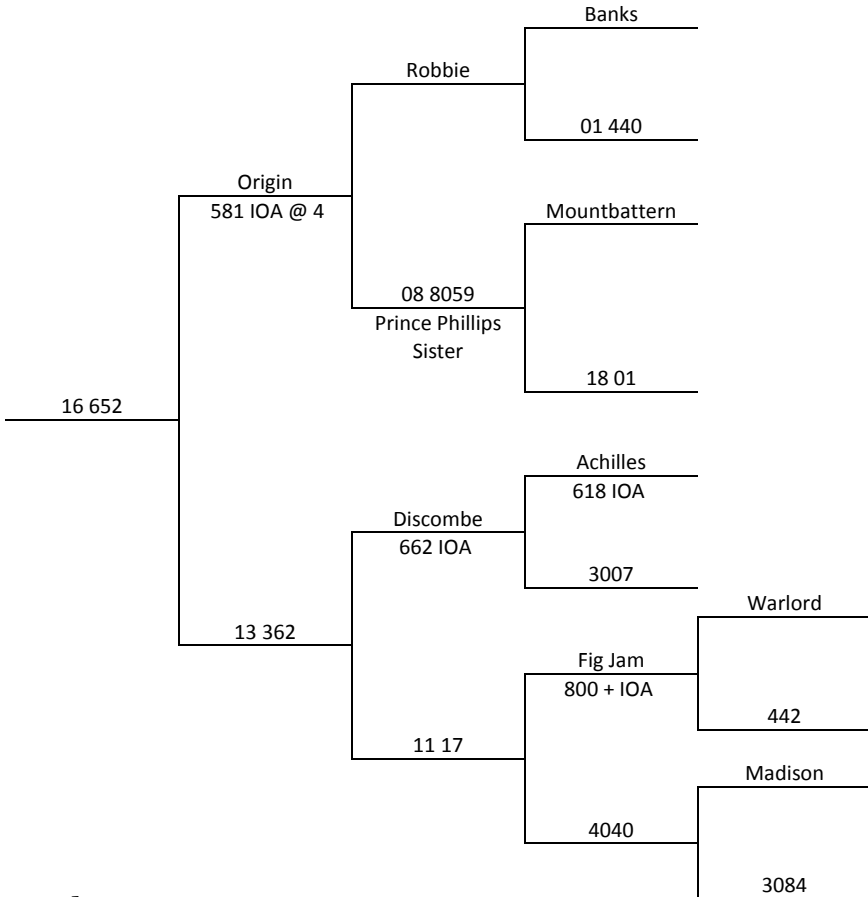 Banks
Robbie
01 440
Origin
581 IOA @ 4
Mountbattern
08 8059
Prince Phillips
Sister
18 01
16 652
Achilles
618 IOA
Discombe
662 IOA
3007
Warlord
13 362
Fig Jam
800 + IOA
442
11 17
Madison
4040
3084